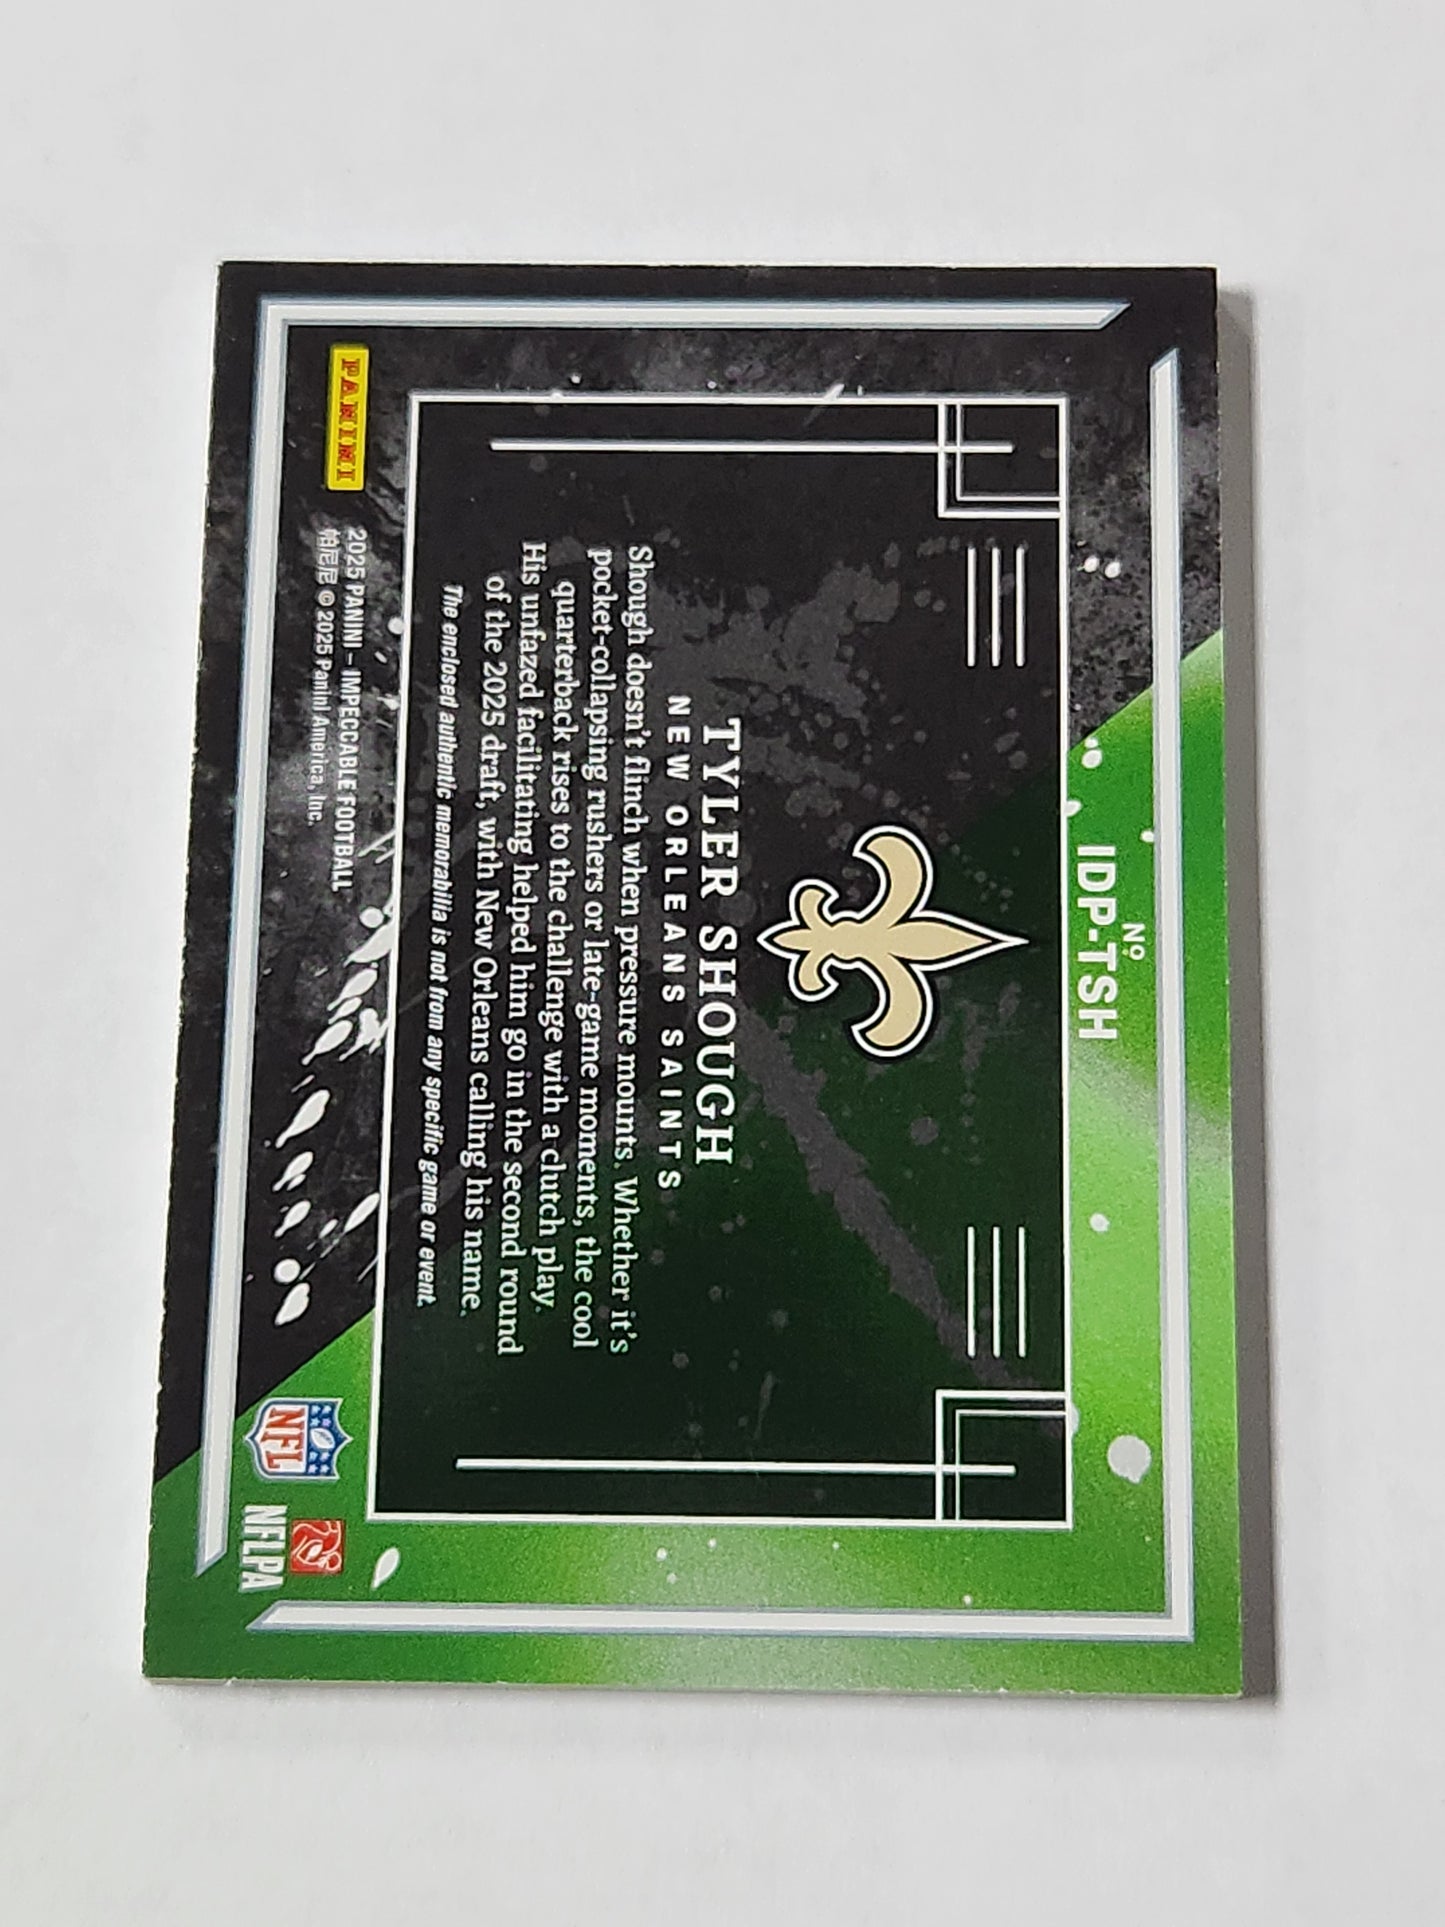 Nº
IDP-TSH
TYLER SHOUGH
NEW ORLEANS SAINTS
Shough doesn't flinch when pressure mounts. Whether it's
pocket-collapsing rushers or late-game moments, the cool
quarterback rises to the challenge with a clutch play.
His unfazed facilitating helped him go in the second round
of the 2025 draft, with New Orleans calling his name.
The enclosed authentic memorabilia is not from any specific game or event.
PANINI
2025 PANINI – IMPECCABLE FOOTBALL
帕尼尼 © 2025 Panini America, Inc.
NFL
NFLPA